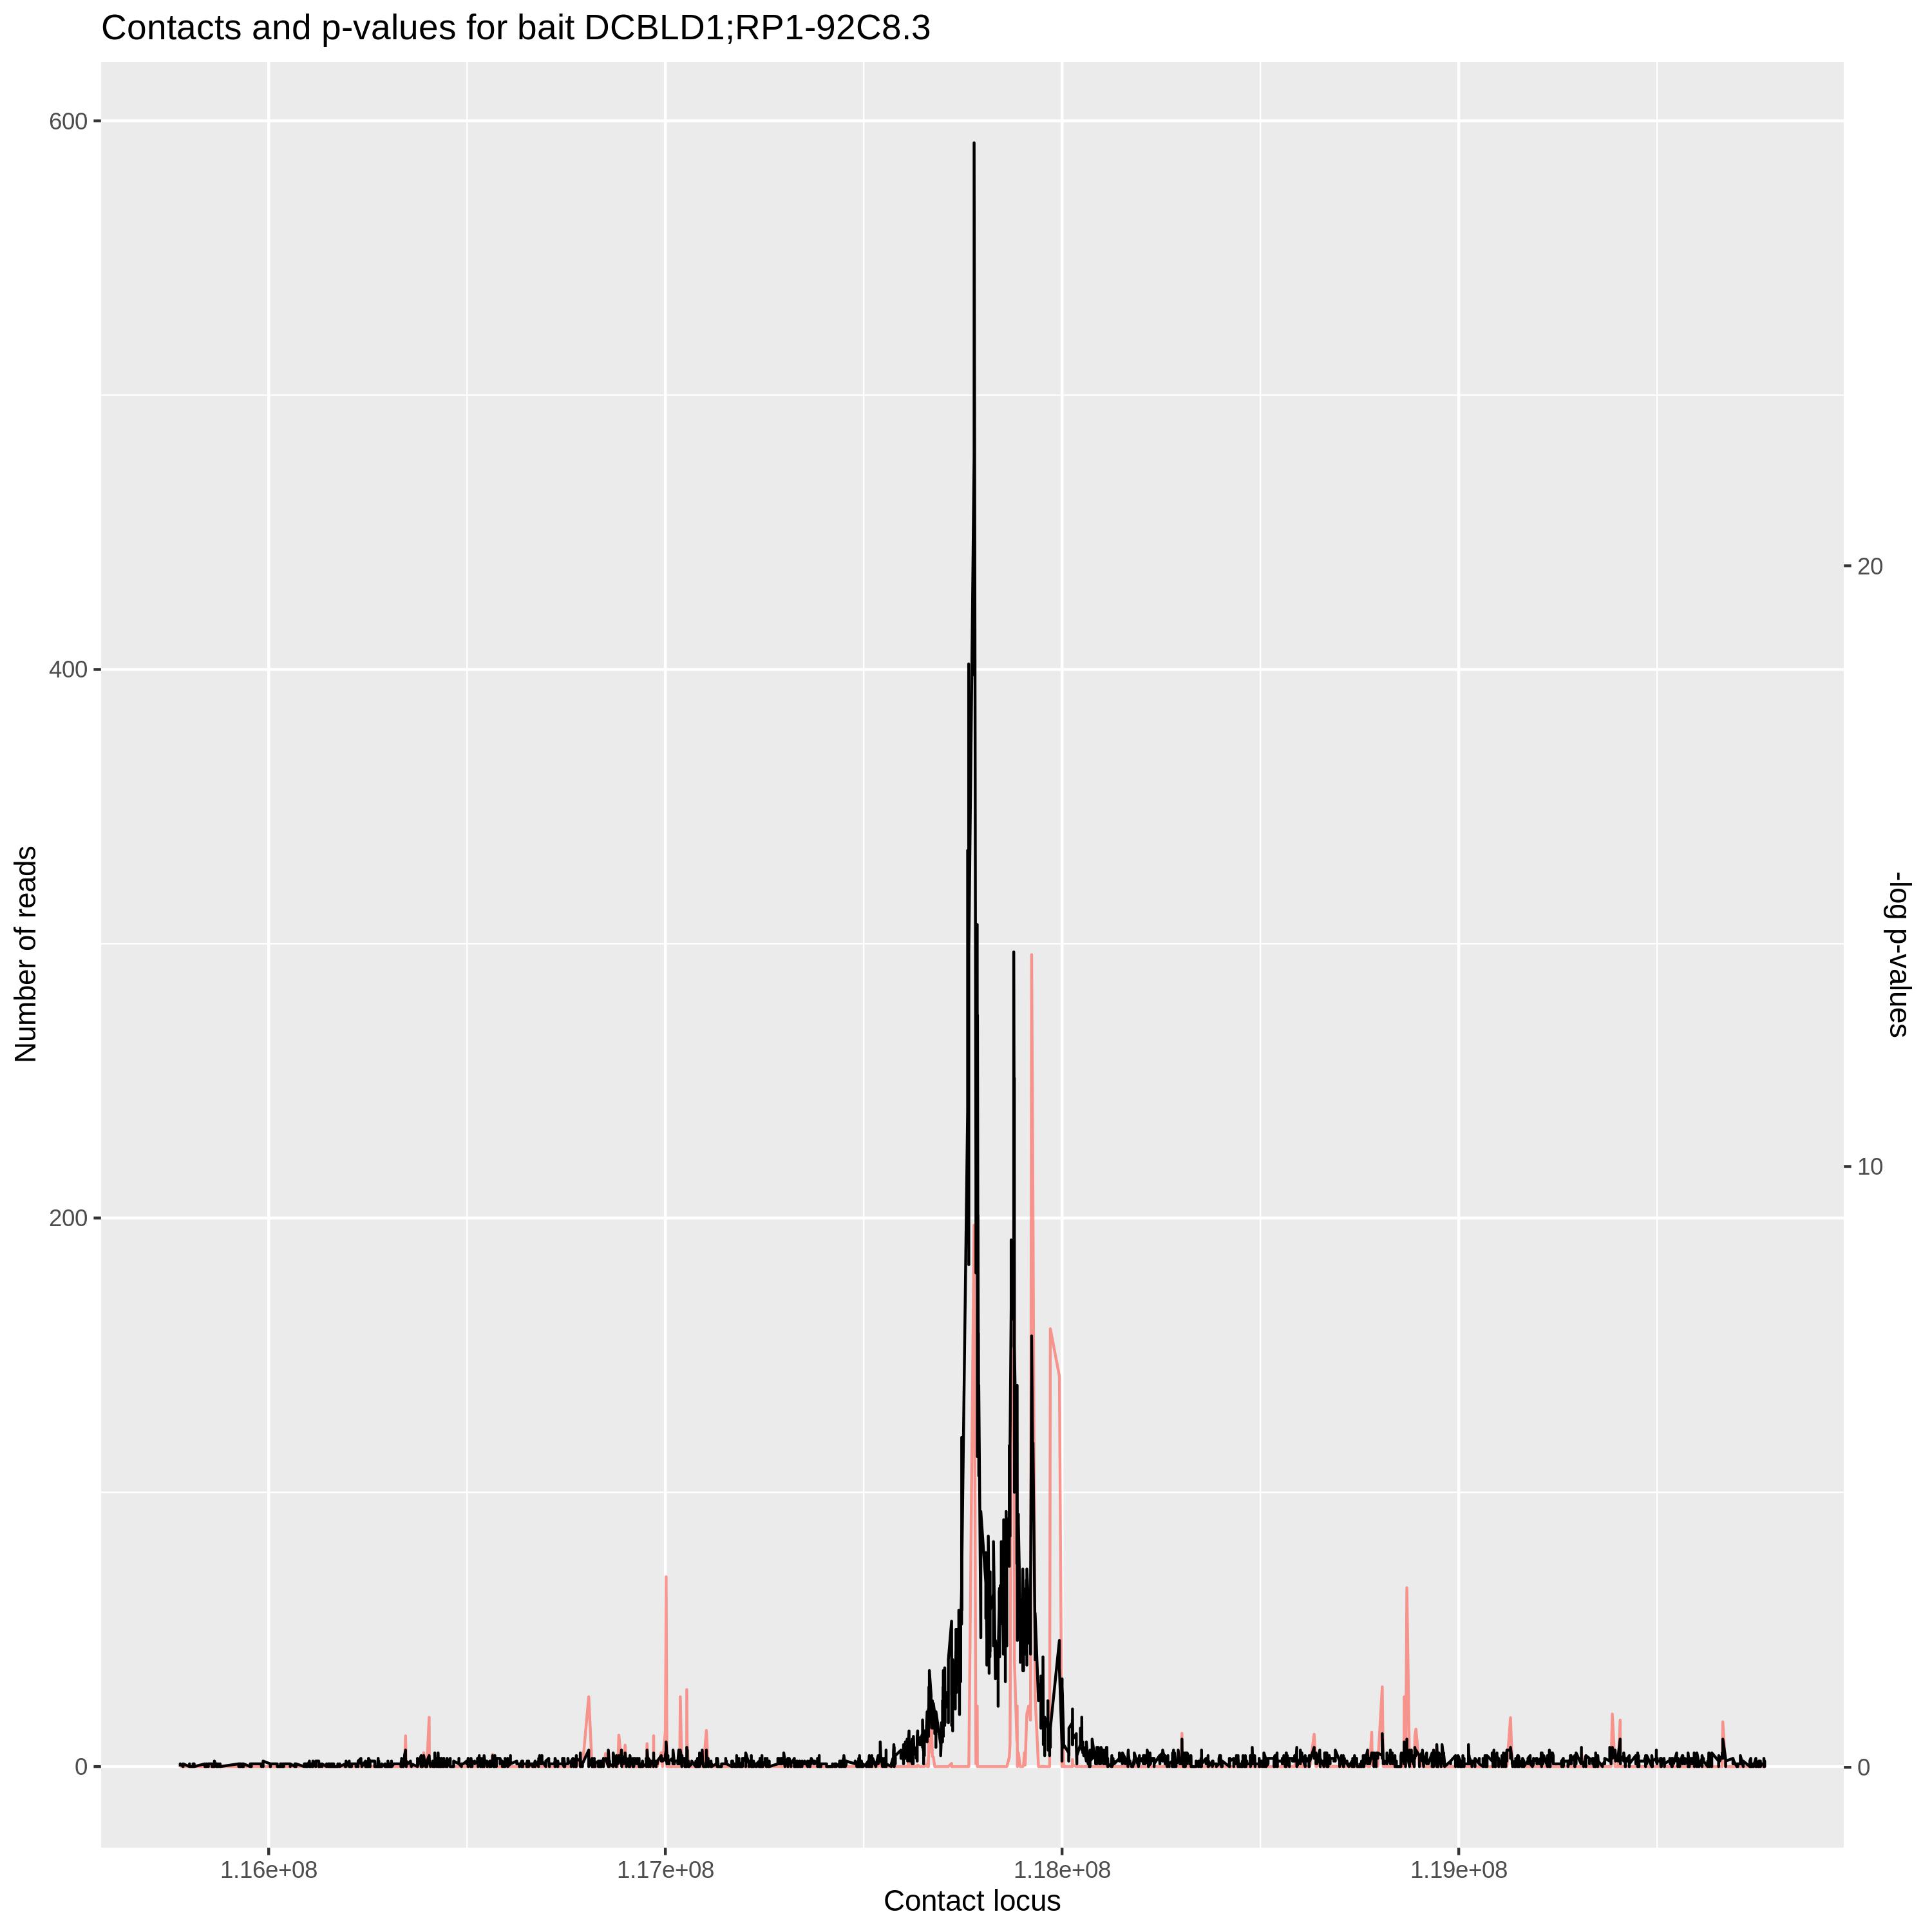 Contacts and p-values for bait DCBLD1;RP1-92C8.3
600
400
200
0
Number of reads
20
10
0
-log p-values
1.16e+08
1.17e+08
1.18e+08
1.19e+08
Contact locus